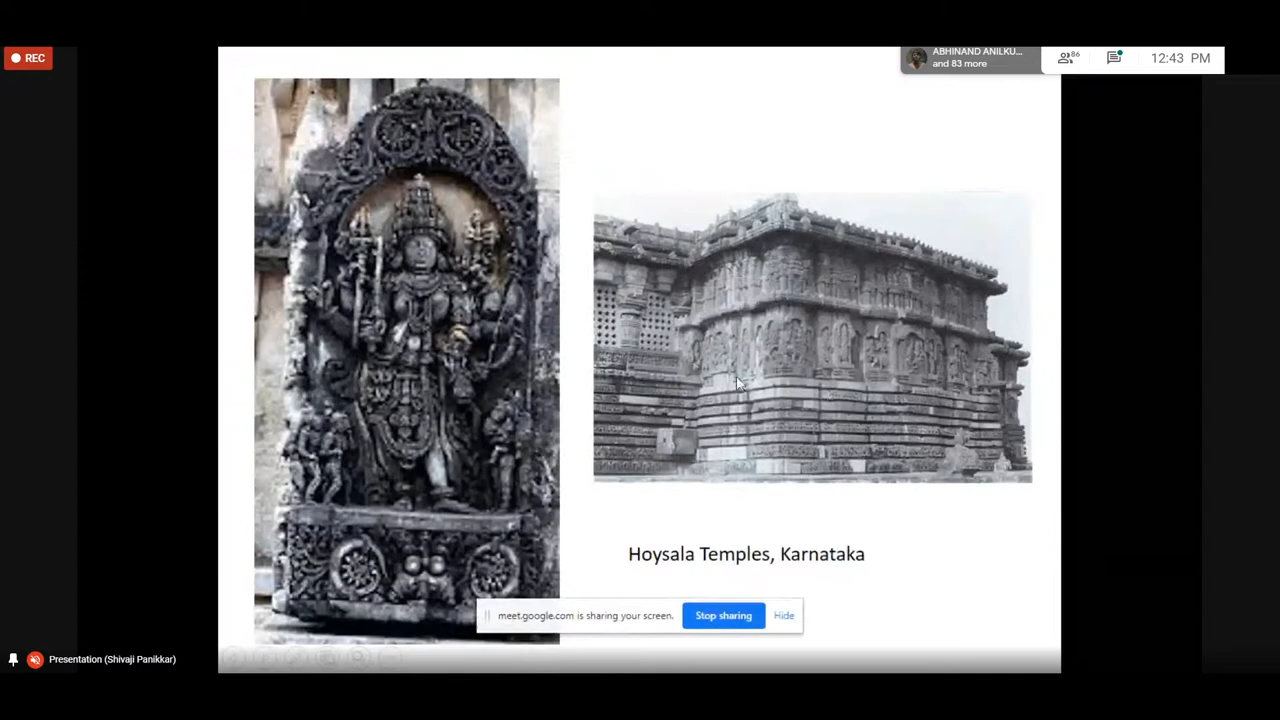 REC
ABHINAND ANILKU...
and 83 more
86
12:43 PM
Hoysala Temples, Karnataka
meet.google.com is sharing your screen.
Stop sharing
Hide
Presentation (Shivaji Panikkar)